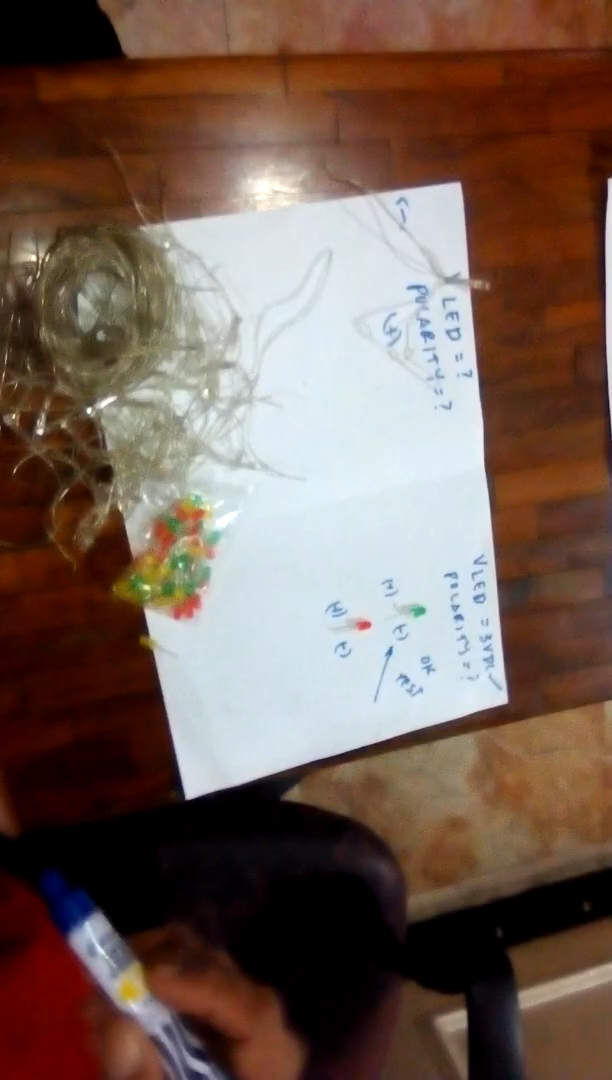 V LED = ?
POLARITY = ?
(-)
(+)
VLED = 3VDC ✓
POLARITY = ?
OK
TEST
(+)
(-)
(+)
(-)